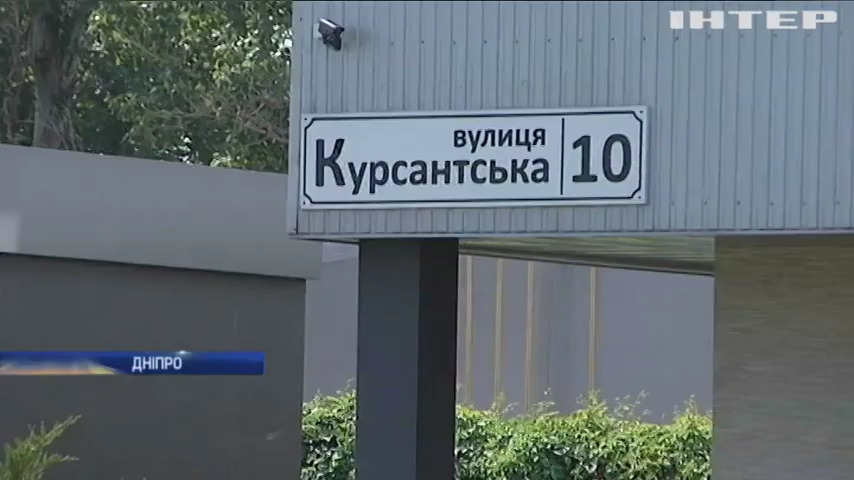 ІНТЕР
вулиця
Курсантська 10
ДНІПРО